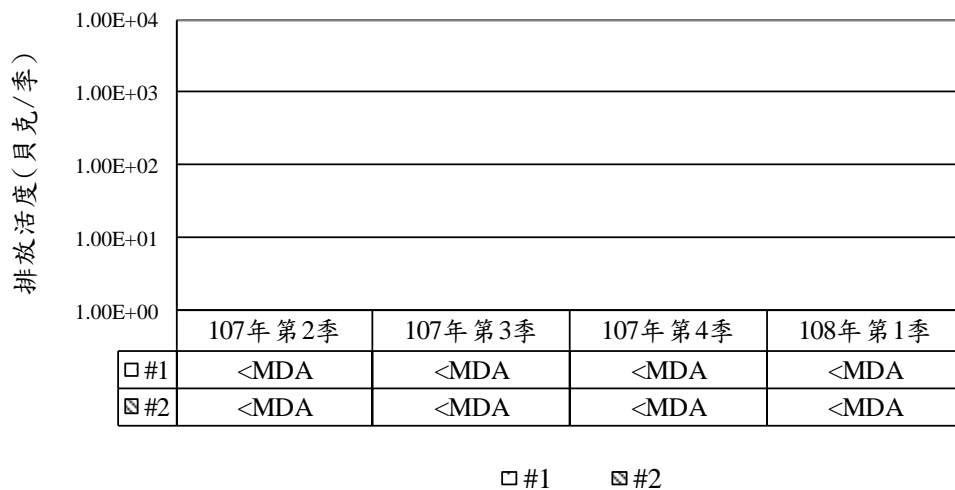 1.00E+04
1.00E+03
1.00E+02
1.00E+01
1.00E+00
排放活度(貝克/季)
107年第2季 107年第3季 107年第4季 108年第1季
#1 <MDA <MDA <MDA <MDA
#2 <MDA <MDA <MDA <MDA
#1 #2